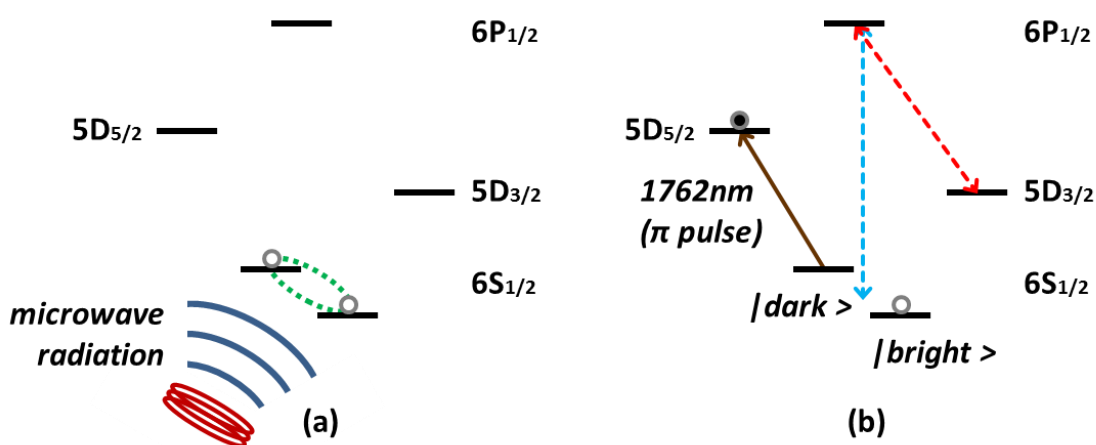 6P1/2
5D5/2
5D3/2
6S1/2
microwave
radiation
(a)
6P1/2
5D5/2
1762nm
(π pulse)
5D3/2
6S1/2
|dark >
|bright >
(b)